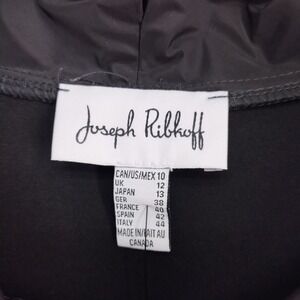 Joseph Ribkoff
CAN/US/MEX 10
UK 12
JAPAN 13
GER 38
FRANCE 40
SPAIN 42
ITALY 44
MADE IN/FAIT AU
CANADA